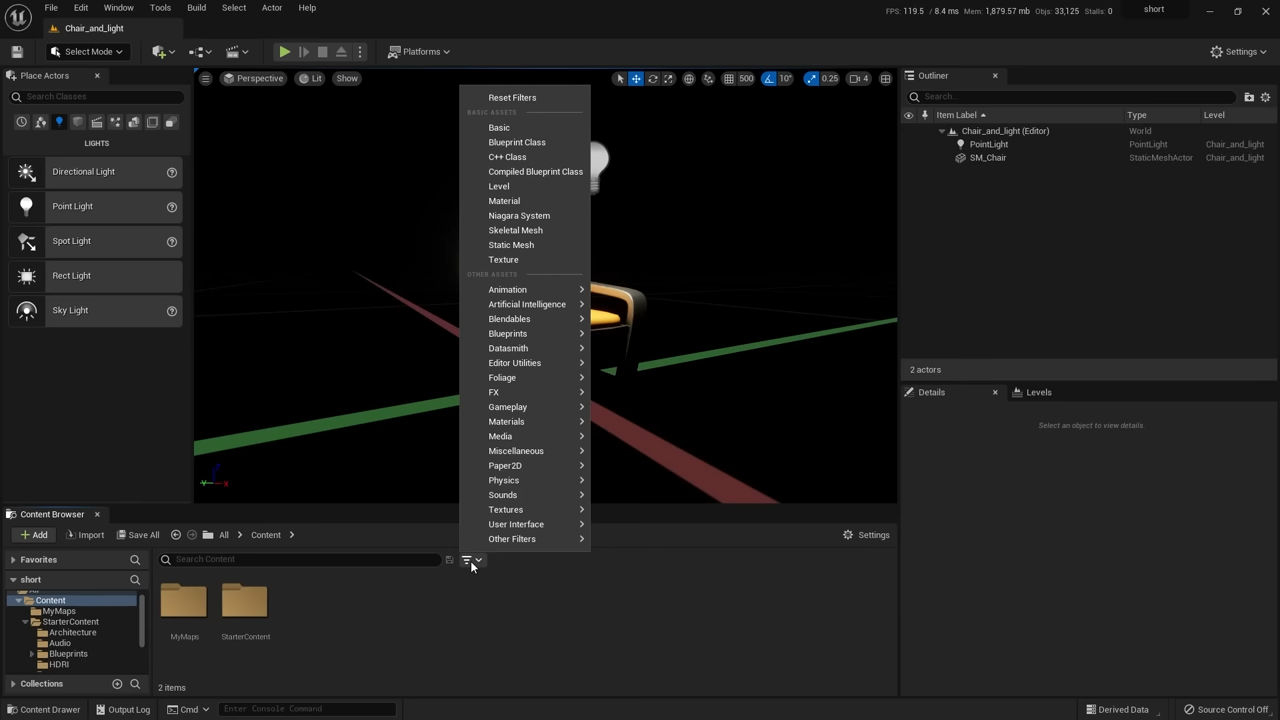 File Edit Window Tools Build Select Actor Help
FPS: 119.5 / 8.4 ms Mem: 1,879.57 mb Objs: 33,125 Stalls: 0
short
Chair_and_light
Select Mode
Platforms
Settings
Place Actors
Search Classes
LIGHTS
Directional Light
Point Light
Spot Light
Rect Light
Sky Light
Perspective Lit Show
500 10° 0.25 4
Reset Filters
BASIC ASSETS
Basic
Blueprint Class
C++ Class
Compiled Blueprint Class
Level
Material
Niagara System
Skeletal Mesh
Static Mesh
Texture
OTHER ASSETS
Animation
Artificial Intelligence
Blendables
Blueprints
Datasmith
Editor Utilities
Foliage
FX
Gameplay
Materials
Media
Miscellaneous
Paper2D
Physics
Sounds
Textures
User Interface
Other Filters
Y X
Outliner
Search...
Item Label Type Level
Chair_and_light (Editor) World
PointLight PointLight Chair_and_light
SM_Chair StaticMeshActor Chair_and_light
2 actors
Details Levels
Select an object to view details.
Content Browser
Add Import Save All All Content Settings
Favorites
short
Content
MyMaps
StarterContent
Architecture
Audio
Blueprints
HDRI
Collections
Search Content
MyMaps StarterContent
2 items
Content Drawer Output Log Cmd Enter Console Command
Derived Data Source Control Off